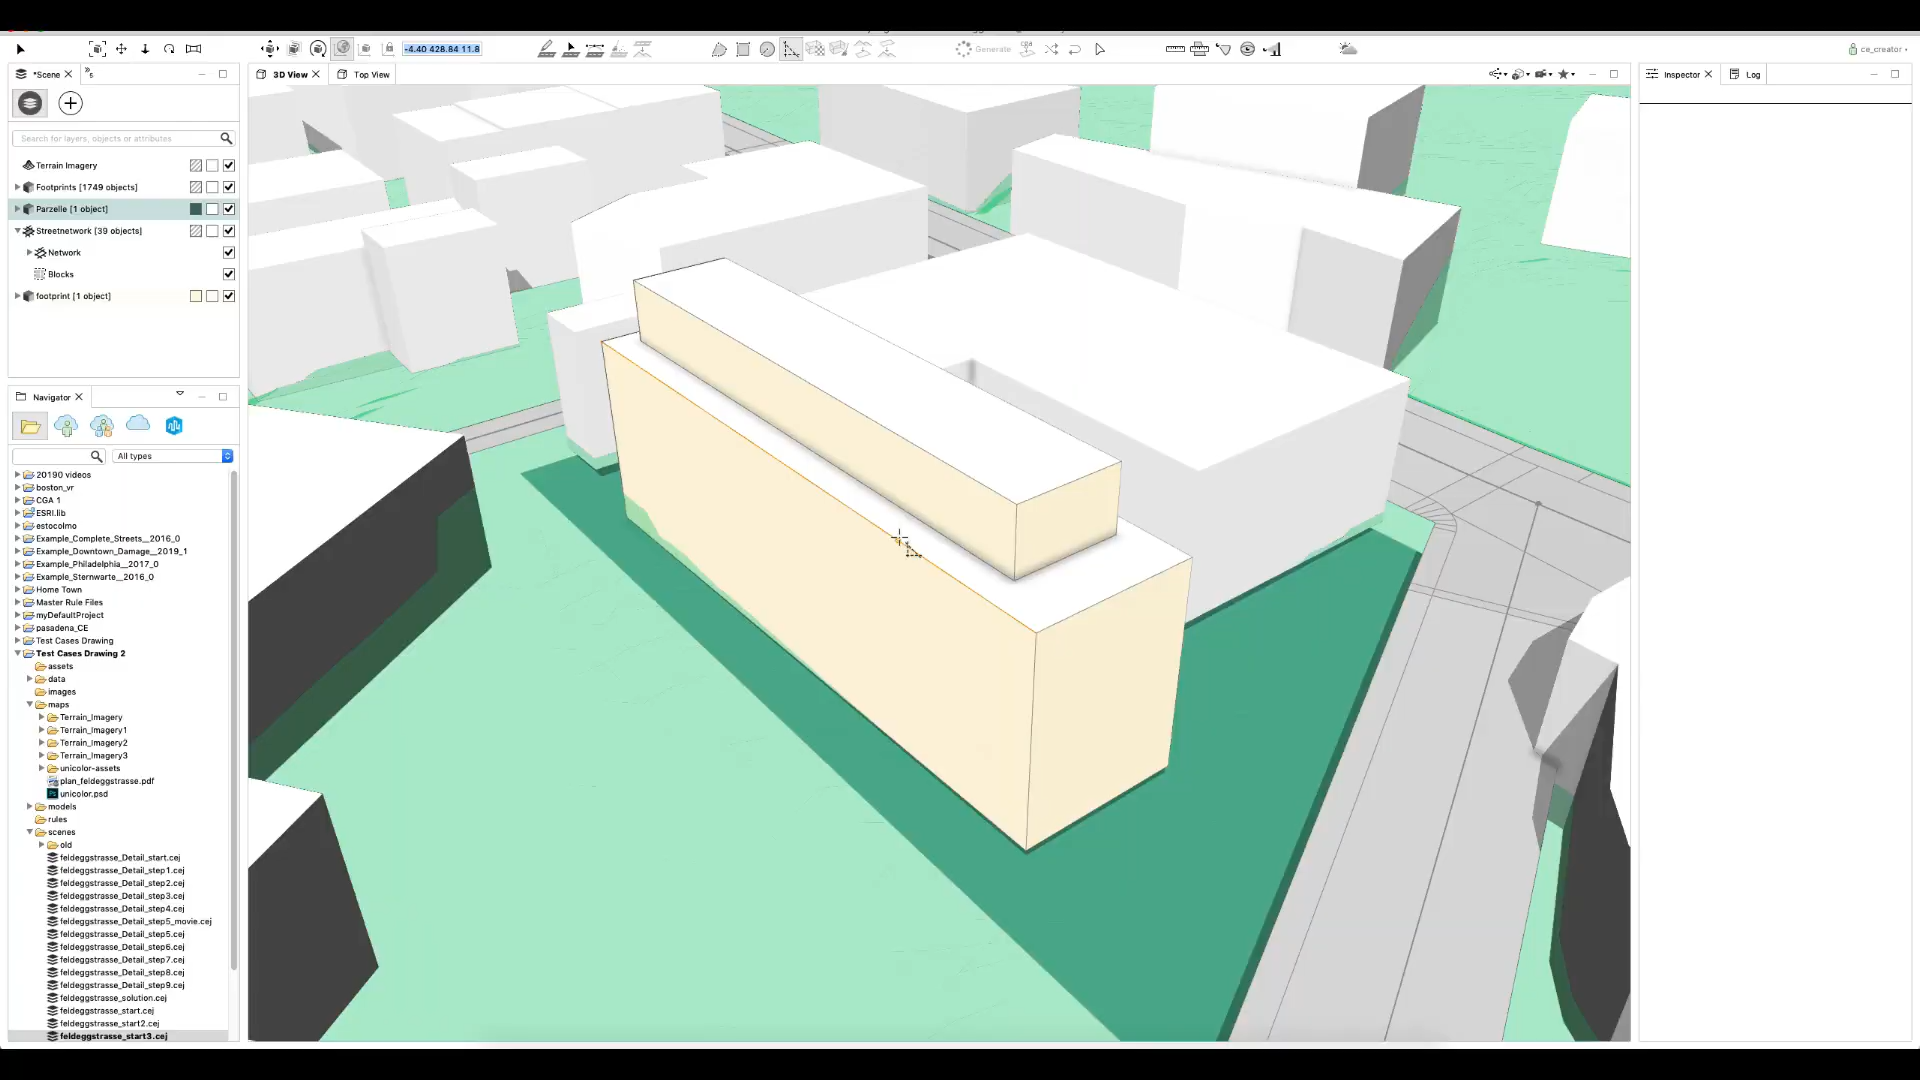 -4.40 428.84 11.8
Generate
ce_creator
*Scene
5
3D View
Top View
Inspector
Log
Search for layers, objects or attributes
Terrain Imagery
Footprints [1749 objects]
Parzelle [1 object]
Streetnetwork [39 objects]
Network
Blocks
footprint [1 object]
Navigator
All types
20190 videos
boston_vr
CGA 1
ESRI.lib
estocolmo
Example_Complete_Streets__2016_0
Example_Downtown_Damage__2019_1
Example_Philadelphia__2017_0
Example_Sternwarte__2016_0
Home Town
Master Rule Files
myDefaultProject
pasadena_CE
Test Cases Drawing
Test Cases Drawing 2
assets
data
images
maps
Terrain_Imagery
Terrain_Imagery1
Terrain_Imagery2
Terrain_Imagery3
unicolor-assets
plan_feldeggstrasse.pdf
unicolor.psd
models
rules
scenes
old
feldeggstrasse_Detail_start.cej
feldeggstrasse_Detail_step1.cej
feldeggstrasse_Detail_step2.cej
feldeggstrasse_Detail_step3.cej
feldeggstrasse_Detail_step4.cej
feldeggstrasse_Detail_step5_movie.cej
feldeggstrasse_Detail_step5.cej
feldeggstrasse_Detail_step6.cej
feldeggstrasse_Detail_step7.cej
feldeggstrasse_Detail_step8.cej
feldeggstrasse_Detail_step9.cej
feldeggstrasse_solution.cej
feldeggstrasse_start.cej
feldeggstrasse_start2.cej
feldeggstrasse_start3.cej